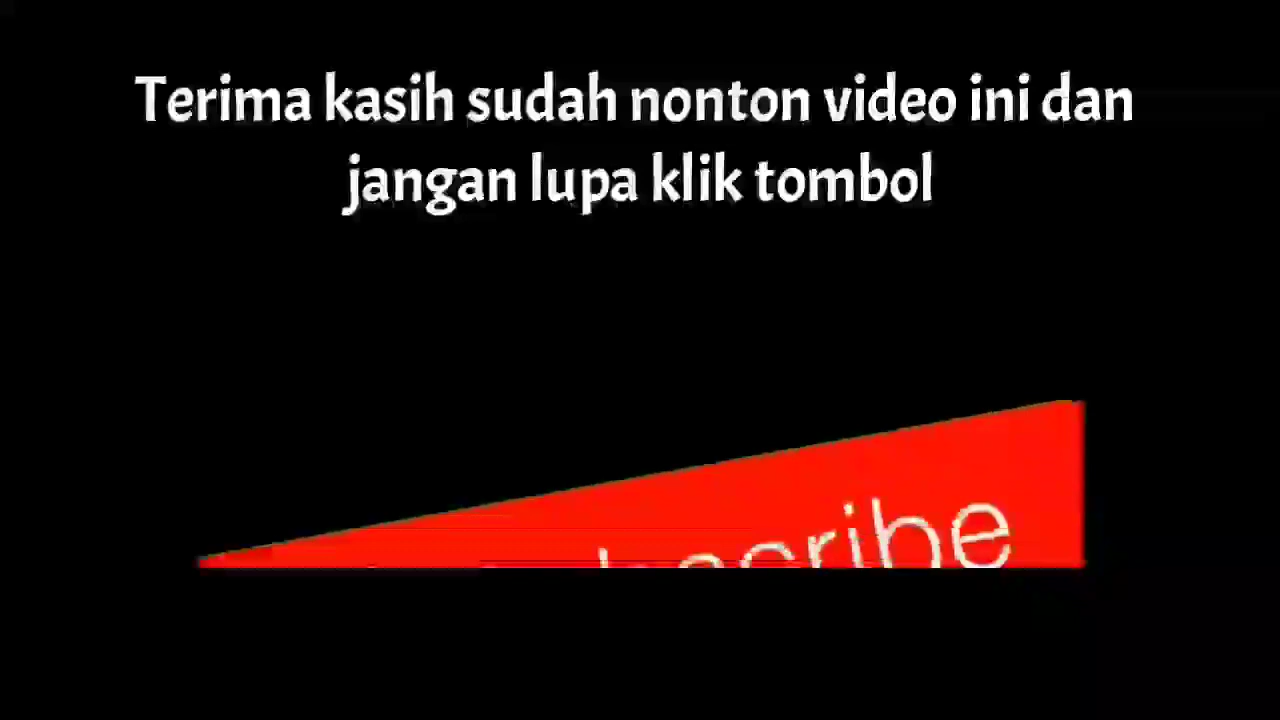 Terima kasih sudah nonton video ini dan
jangan lupa klik tombol